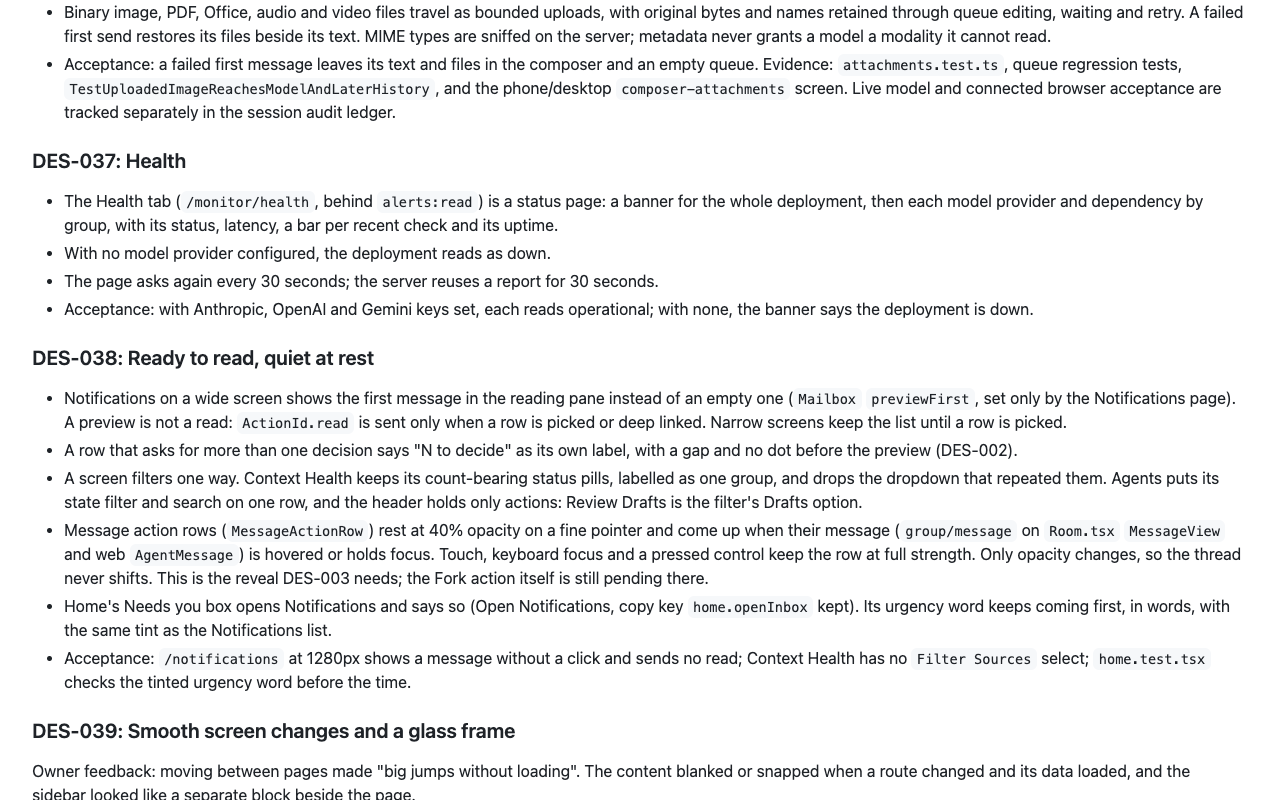 Binary image, PDF, Office, audio and video files travel as bounded uploads, with original bytes and names retained through queue editing, waiting and retry. A failed
first send restores its files beside its text. MIME types are sniffed on the server; metadata never grants a model a modality it cannot read.
Acceptance: a failed first message leaves its text and files in the composer and an empty queue. Evidence: attachments.test.ts, queue regression tests,
TestUploadedImageReachesModelAndLaterHistory, and the phone/desktop composer-attachments screen. Live model and connected browser acceptance are
tracked separately in the session audit ledger.
DES-037: Health
The Health tab (/monitor/health, behind alerts:read) is a status page: a banner for the whole deployment, then each model provider and dependency by
group, with its status, latency, a bar per recent check and its uptime.
With no model provider configured, the deployment reads as down.
The page asks again every 30 seconds; the server reuses a report for 30 seconds.
Acceptance: with Anthropic, OpenAI and Gemini keys set, each reads operational; with none, the banner says the deployment is down.
DES-038: Ready to read, quiet at rest
Notifications on a wide screen shows the first message in the reading pane instead of an empty one (Mailbox previewFirst, set only by the Notifications page).
A preview is not a read: ActionId.read is sent only when a row is picked or deep linked. Narrow screens keep the list until a row is picked.
A row that asks for more than one decision says "N to decide" as its own label, with a gap and no dot before the preview (DES-002).
A screen filters one way. Context Health keeps its count-bearing status pills, labelled as one group, and drops the dropdown that repeated them. Agents puts its
state filter and search on one row, and the header holds only actions: Review Drafts is the filter's Drafts option.
Message action rows (MessageActionRow) rest at 40% opacity on a fine pointer and come up when their message (group/message on Room.tsx MessageView
and web AgentMessage) is hovered or holds focus. Touch, keyboard focus and a pressed control keep the row at full strength. Only opacity changes, so the thread
never shifts. This is the reveal DES-003 needs; the Fork action itself is still pending there.
Home's Needs you box opens Notifications and says so (Open Notifications, copy key home.openInbox kept). Its urgency word keeps coming first, in words, with
the same tint as the Notifications list.
Acceptance: /notifications at 1280px shows a message without a click and sends no read; Context Health has no Filter Sources select; home.test.tsx
checks the tinted urgency word before the time.
DES-039: Smooth screen changes and a glass frame
Owner feedback: moving between pages made "big jumps without loading". The content blanked or snapped when a route changed and its data loaded, and the
sidebar looked like a separate block beside the page.